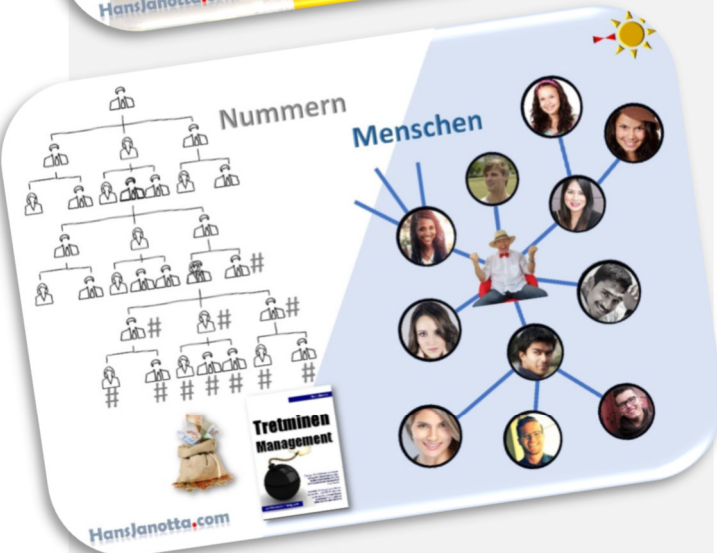 HansJanotta.com
Nummern
Menschen
#
# # #
# # # # # #
Tretminen
Management
HansJanotta.com